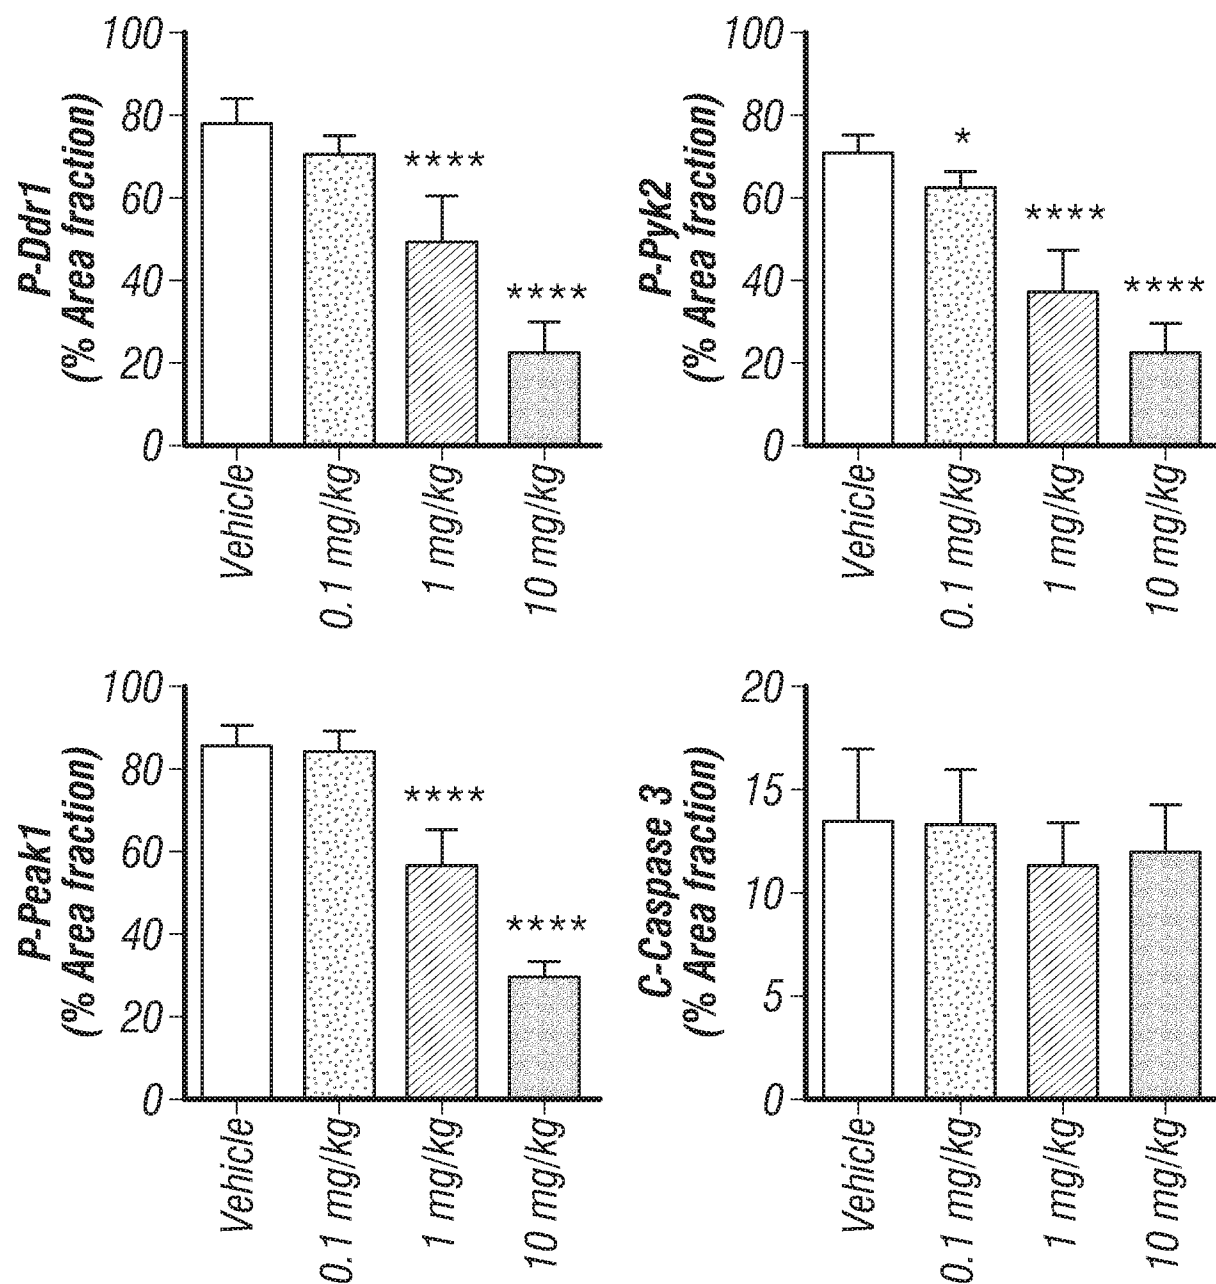 P-Ddr1
(% Area fraction)
100
80
60
40
20
0
****
****
Vehicle
0.1 mg/kg
1 mg/kg
10 mg/kg
P-Pyk2
(% Area fraction)
100
80
60
40
20
0
*
****
****
Vehicle
0.1 mg/kg
1 mg/kg
10 mg/kg
P-Peak1
(% Area fraction)
100
80
60
40
20
0
****
****
Vehicle
0.1 mg/kg
1 mg/kg
10 mg/kg
C-Caspase 3
(% Area fraction)
20
15
10
5
0
Vehicle
0.1 mg/kg
1 mg/kg
10 mg/kg